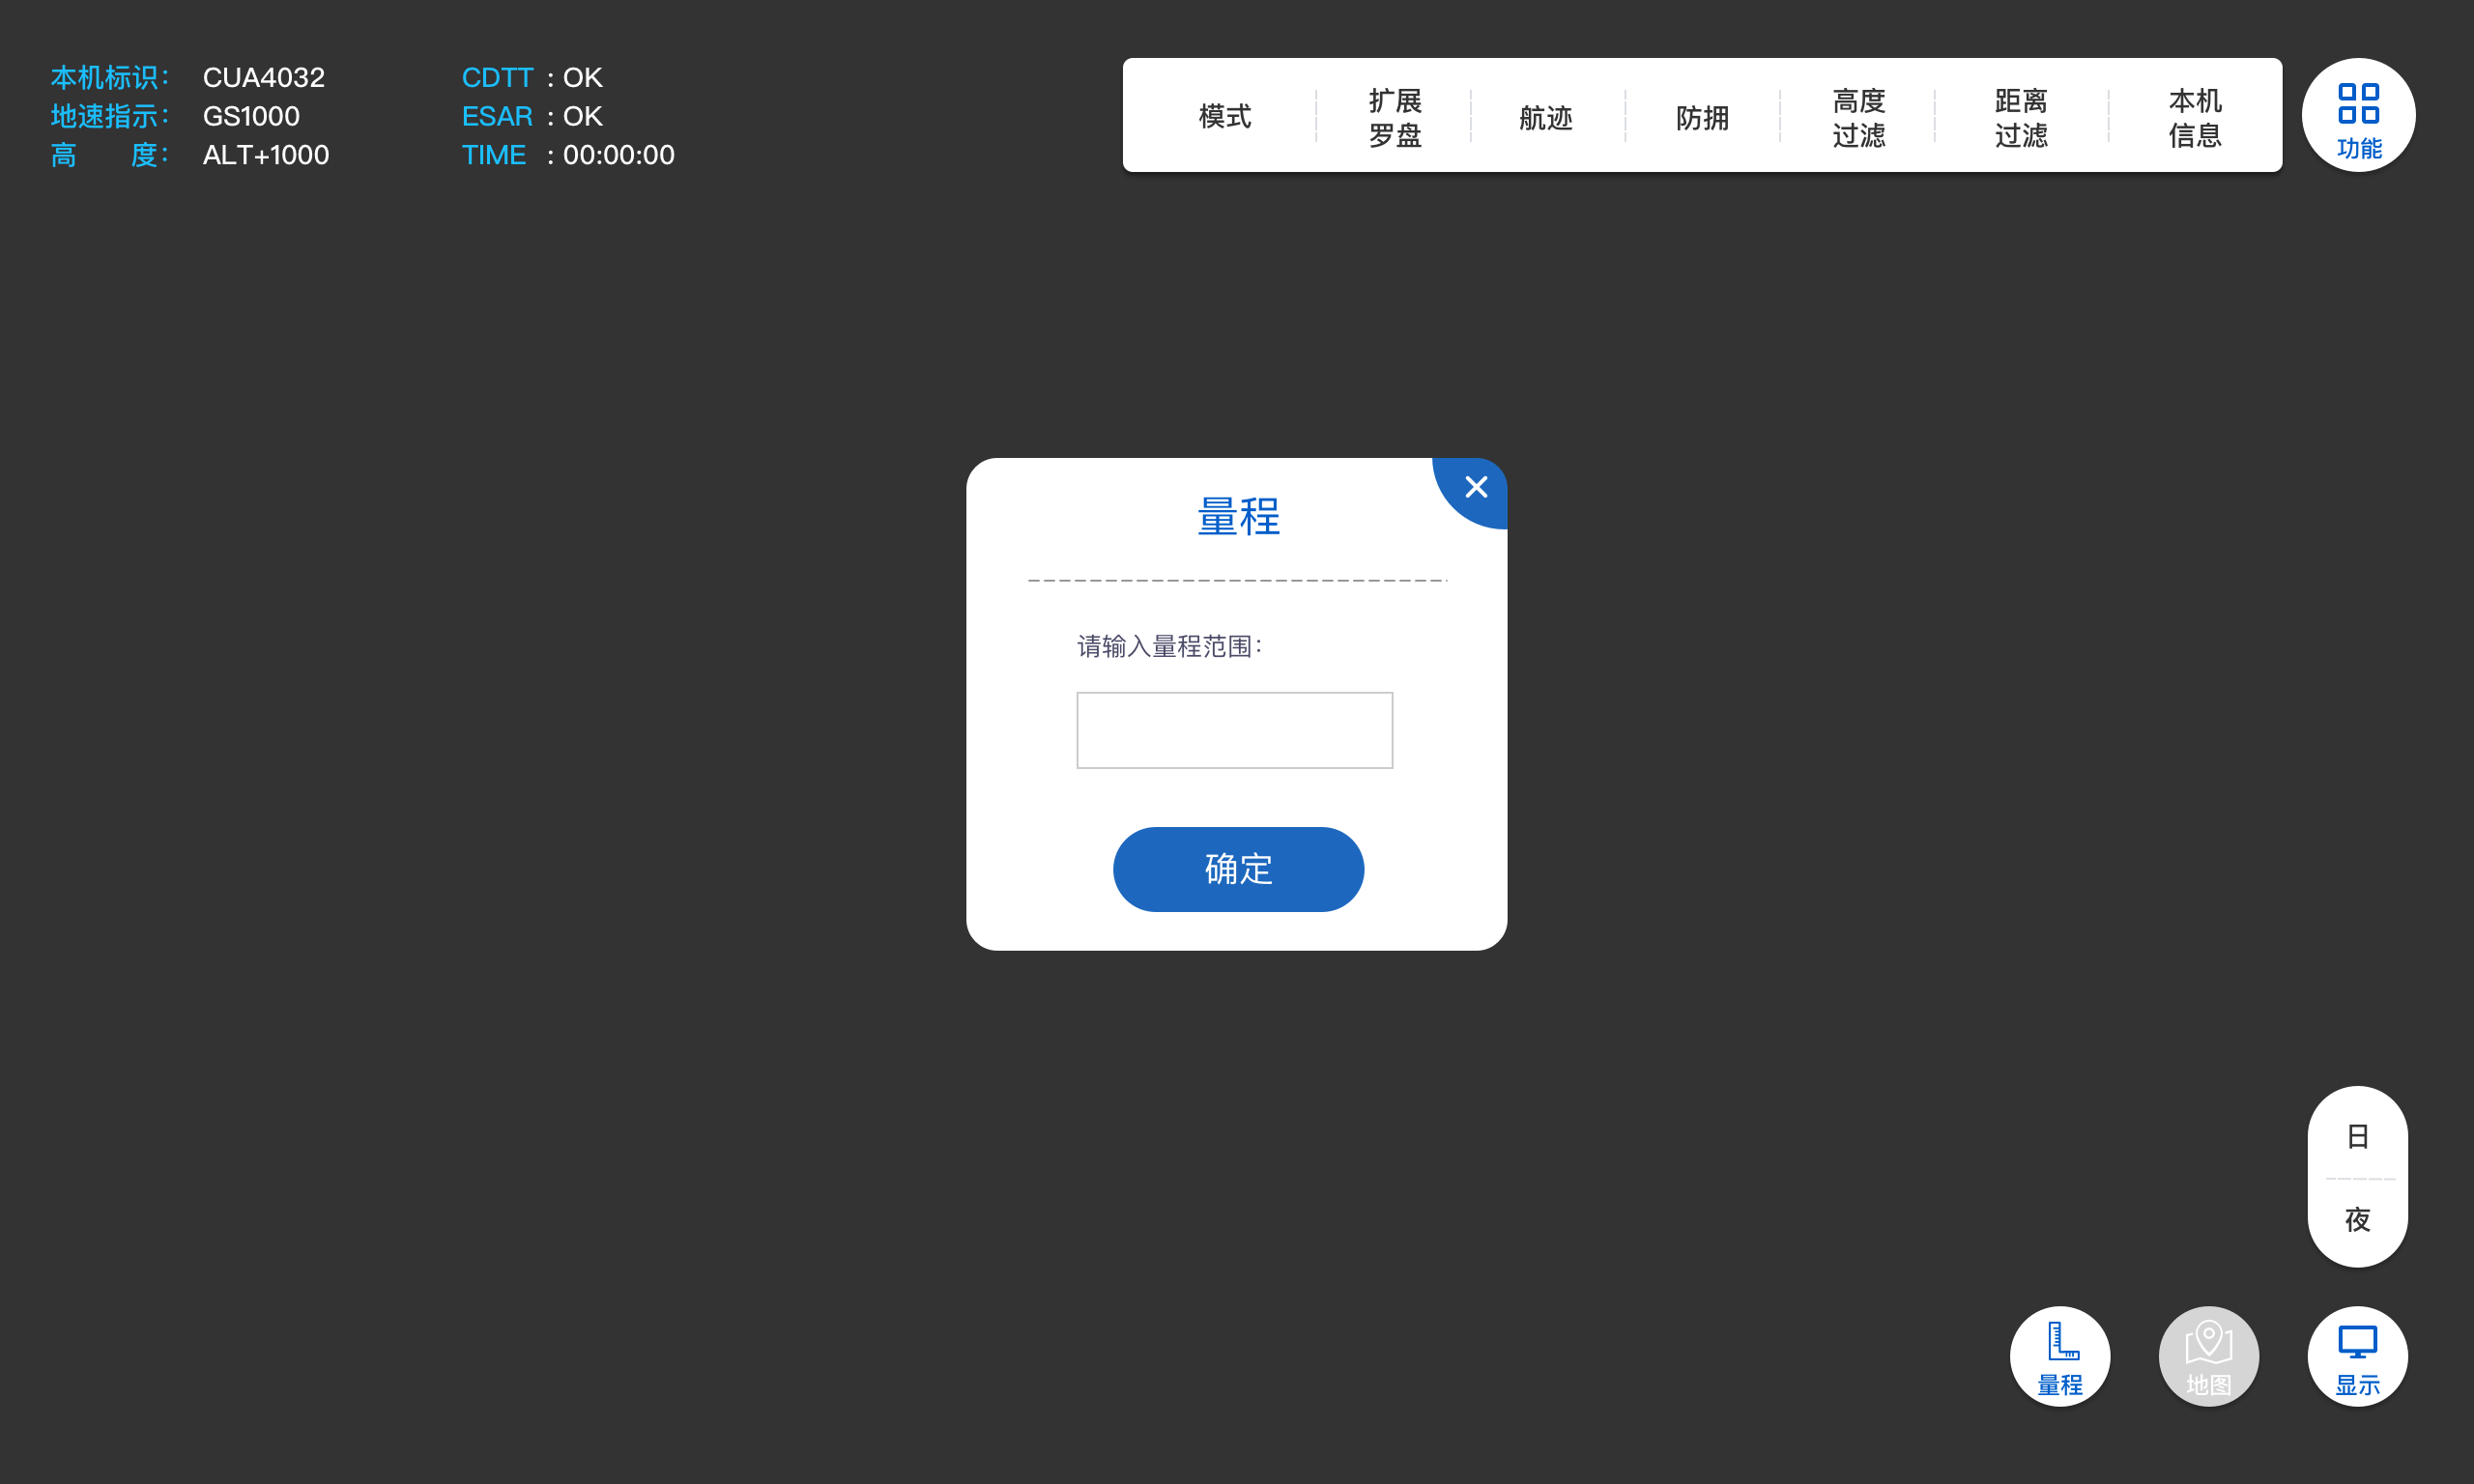 本机标识： CUA4032
地速指示： GS1000
高 度： ALT+1000
CDTT : OK
ESAR : OK
TIME : 00:00:00
模式
扩展
罗盘
航迹
防拥
高度
过滤
距离
过滤
本机
信息
功能
量程
请输入量程范围：
确定
日
夜
量程
地图
显示